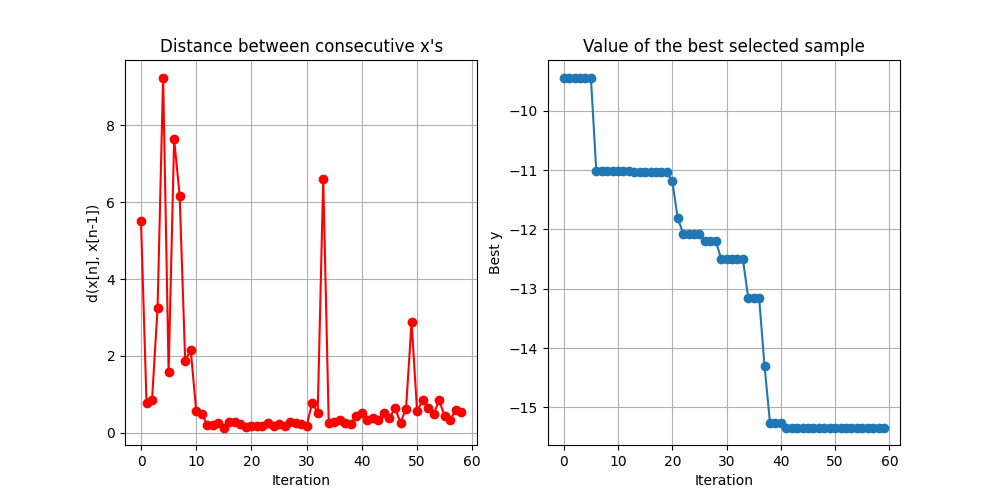 Distance between consecutive x's
d(x[n], x[n-1])
8
6
4
2
0
0 10 20 30 40 50 60
Iteration
Value of the best selected sample
Best y
−10
−11
−12
−13
−14
−15
0 10 20 30 40 50 60
Iteration